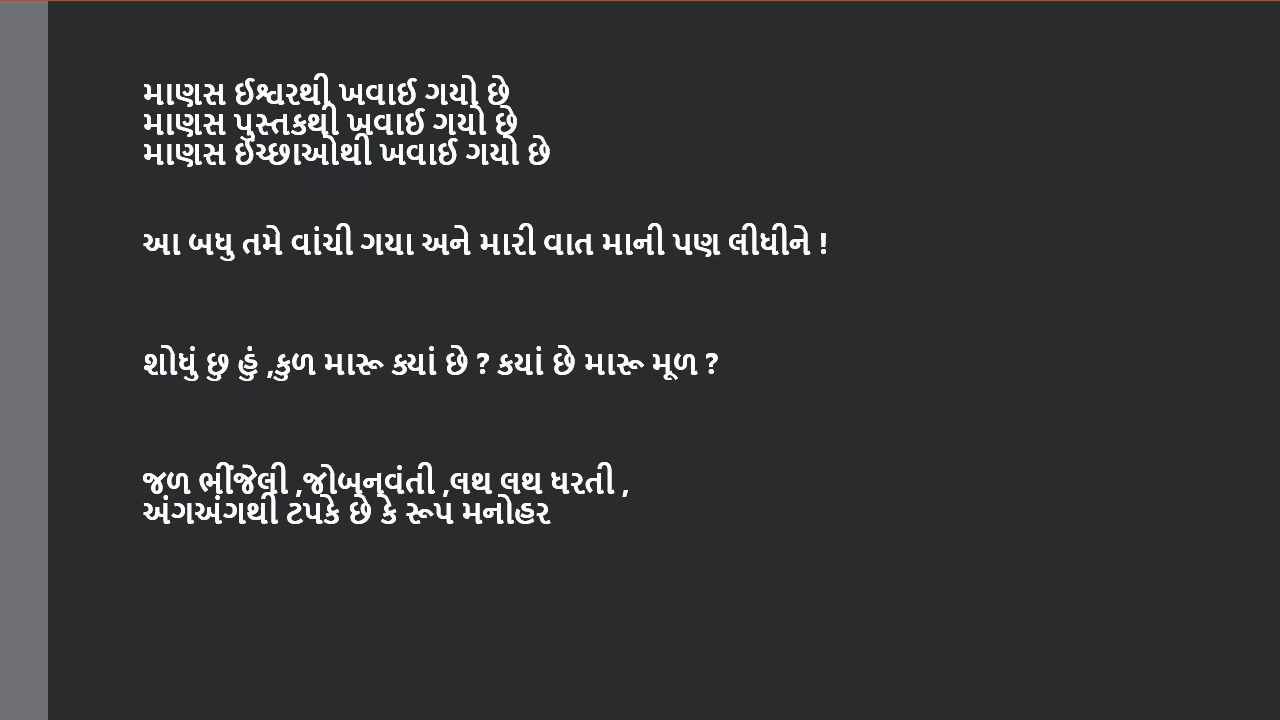 માણસ ઈશ્વરથી ખવાઈ ગયો છે
માણસ પુસ્તકથી ખવાઈ ગયો છે
માણસ ઈચ્છાઓથી ખવાઈ ગયો છે
આ બધુ તમે વાંચી ગયા અને મારી વાત માની પણ લીધીને !
શોધું છુ હું ,કુળ મારૂ ક્યાં છે ? કયાં છે મારૂ મૂળ ?
જળ ભીંજેલી ,જોબનવંતી ,લથ લથ ધરતી ,
અંગઅંગથી ટપકે છે કે રૂપ મનોહર